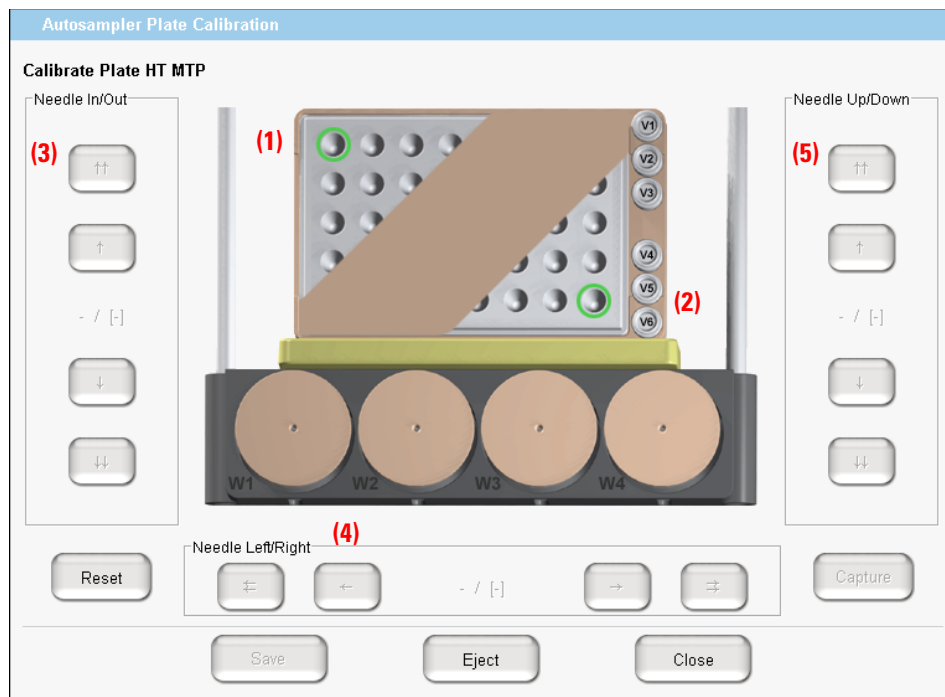 Autosampler Plate Calibration
Calibrate Plate HT MTP
Needle In/Out
Needle Up/Down
(1)
V1
(3)
(5)
↑↑
↑↑
V2
V3
↑
↑
V4
V5
(2)
- / [-]
- / [-]
V6
↓
↓
↓↓
↓↓
W1
W2
W3
W4
(4)
Needle Left/Right
Reset
⇇
←
- / [-]
→
⇉
Capture
Save
Eject
Close